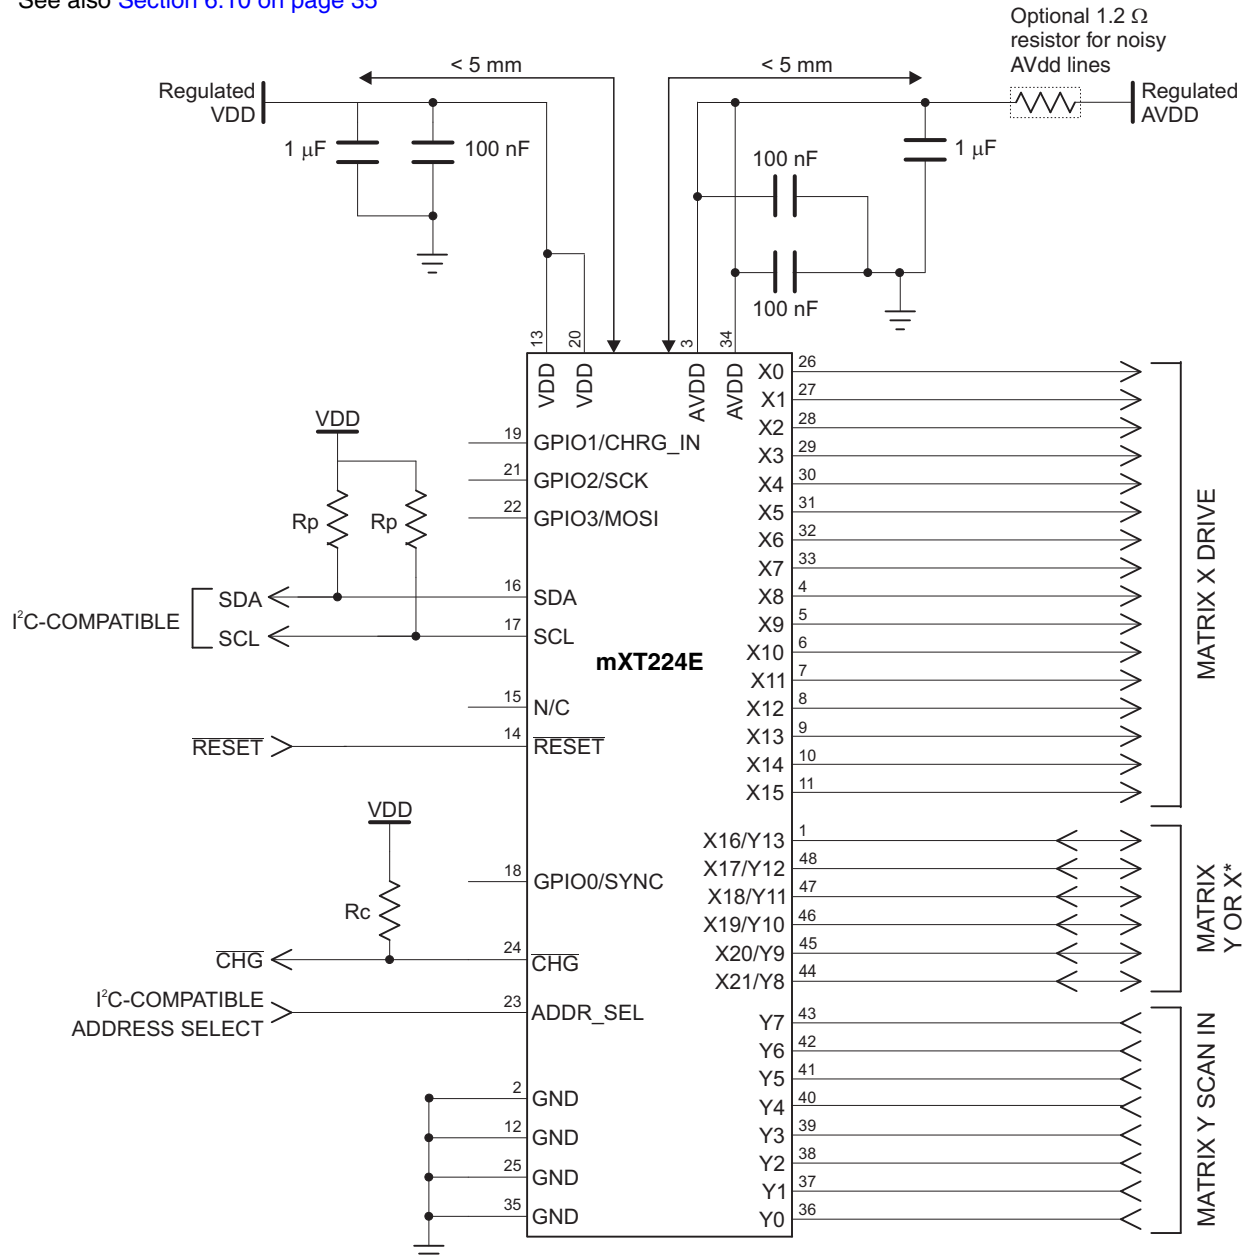 See also Section 6.10 on page 35
Optional 1.2 Ω
resistor for noisy
AVdd lines
< 5 mm
< 5 mm
Regulated
VDD
Regulated
AVDD
1 μF
100 nF
100 nF
1 μF
100 nF
13
20
3
34
VDD
VDD
AVDD
AVDD
VDD
Rp
Rp
19
GPIO1/CHRG_IN
21
GPIO2/SCK
22
GPIO3/MOSI
I²C-COMPATIBLE
SDA
16
SDA
SCL
17
SCL
mXT224E
15
N/C
RESET
14
RESET
VDD
Rc
18
GPIO0/SYNC
CHG
24
CHG
I²C-COMPATIBLE
ADDRESS SELECT
23
ADDR_SEL
2
GND
12
GND
25
GND
35
GND
X0
26
X1
27
X2
28
X3
29
X4
30
X5
31
X6
32
X7
33
X8
4
X9
5
X10
6
X11
7
X12
8
X13
9
X14
10
X15
11
MATRIX X DRIVE
X16/Y13
1
X17/Y12
48
X18/Y11
47
X19/Y10
46
X20/Y9
45
X21/Y8
44
MATRIX
Y OR X*
Y7
43
Y6
42
Y5
41
Y4
40
Y3
39
Y2
38
Y1
37
Y0
36
MATRIX Y SCAN IN